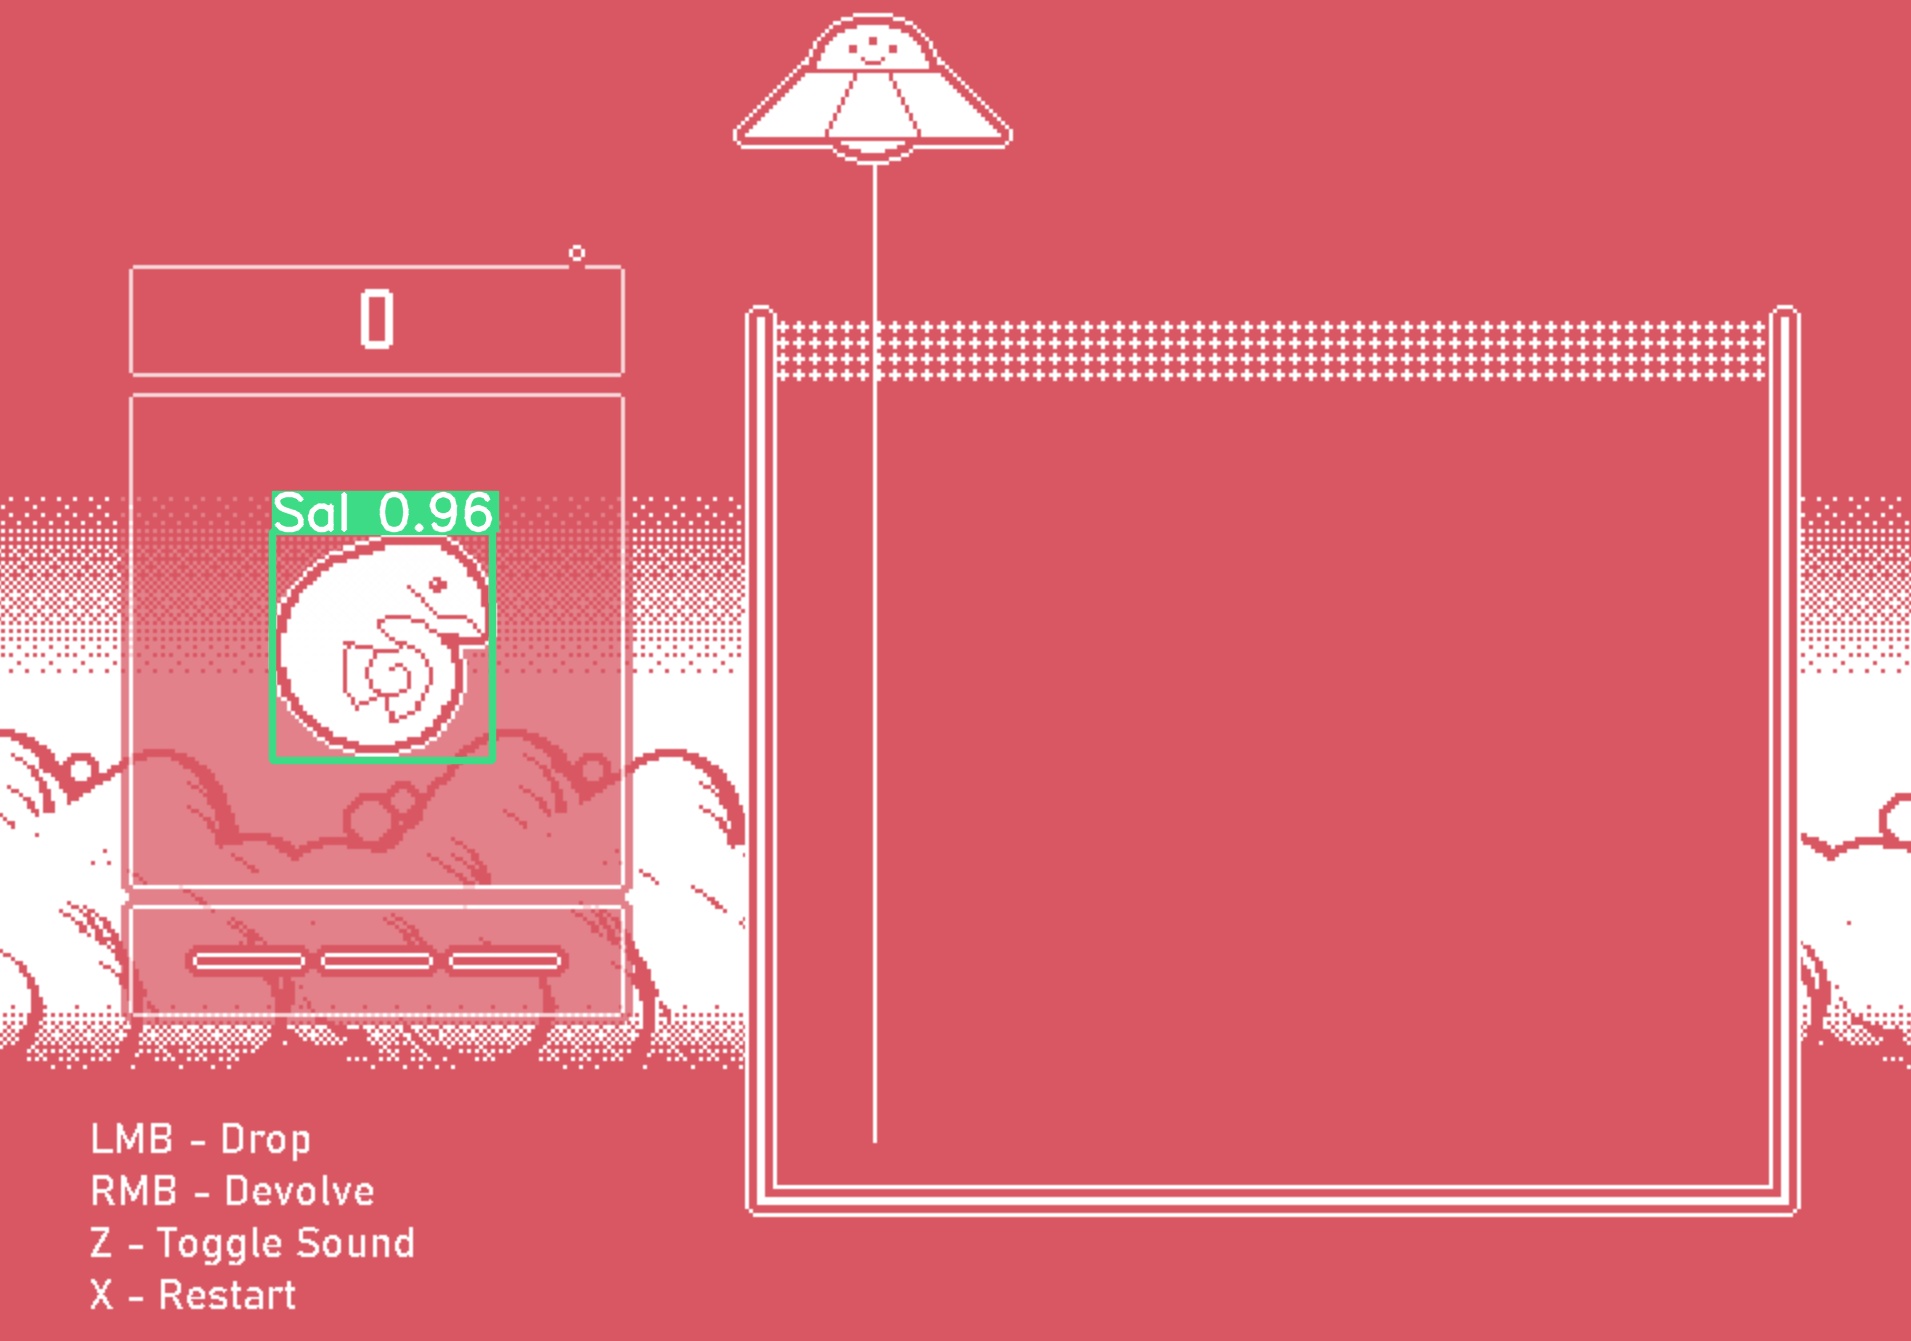 0
Sal 0.96
LMB - Drop
RMB - Devolve
Z - Toggle Sound
X - Restart